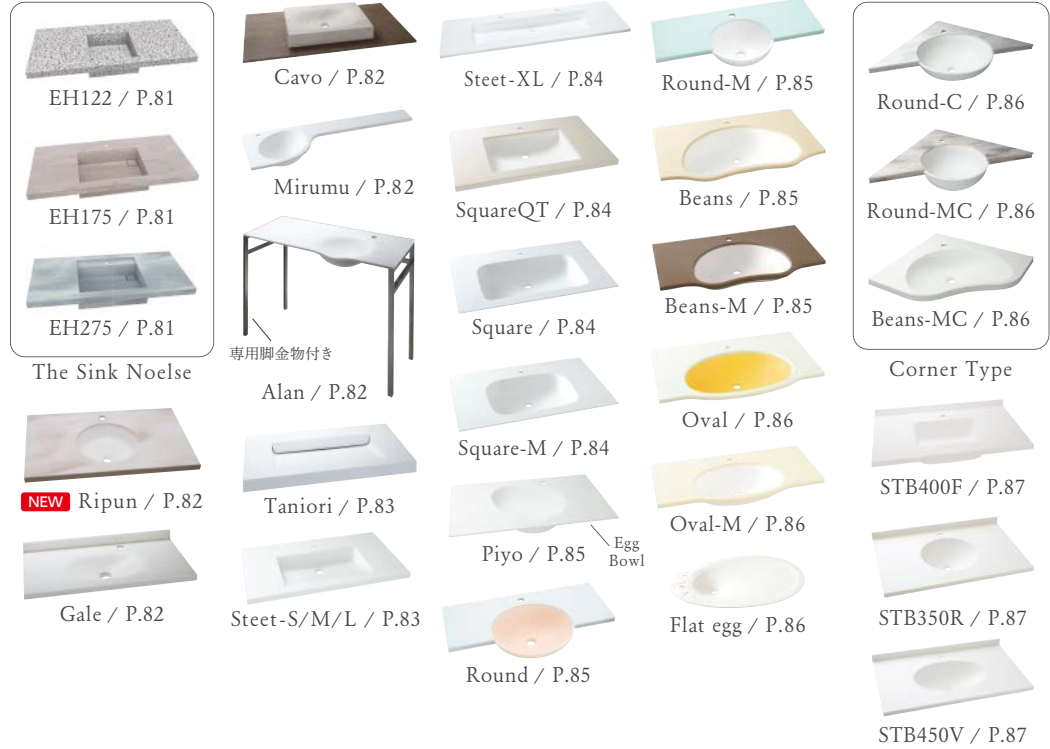 EH122 / P.81
EH175 / P.81
EH275 / P.81
The Sink Noelse
NEW Ripun / P.82
Gale / P.82
Cavo / P.82
Mirumu / P.82
専用脚金物付き
Alan / P.82
Taniori / P.83
Steet-S/M/L / P.83
Steet-XL / P.84
SquareQT / P.84
Square / P.84
Square-M / P.84
Piyo / P.85
Egg
Bowl
Round / P.85
Round-M / P.85
Beans / P.85
Beans-M / P.85
Oval / P.86
Oval-M / P.86
Flat egg / P.86
Round-C / P.86
Round-MC / P.86
Beans-MC / P.86
Corner Type
STB400F / P.87
STB350R / P.87
STB450V / P.87